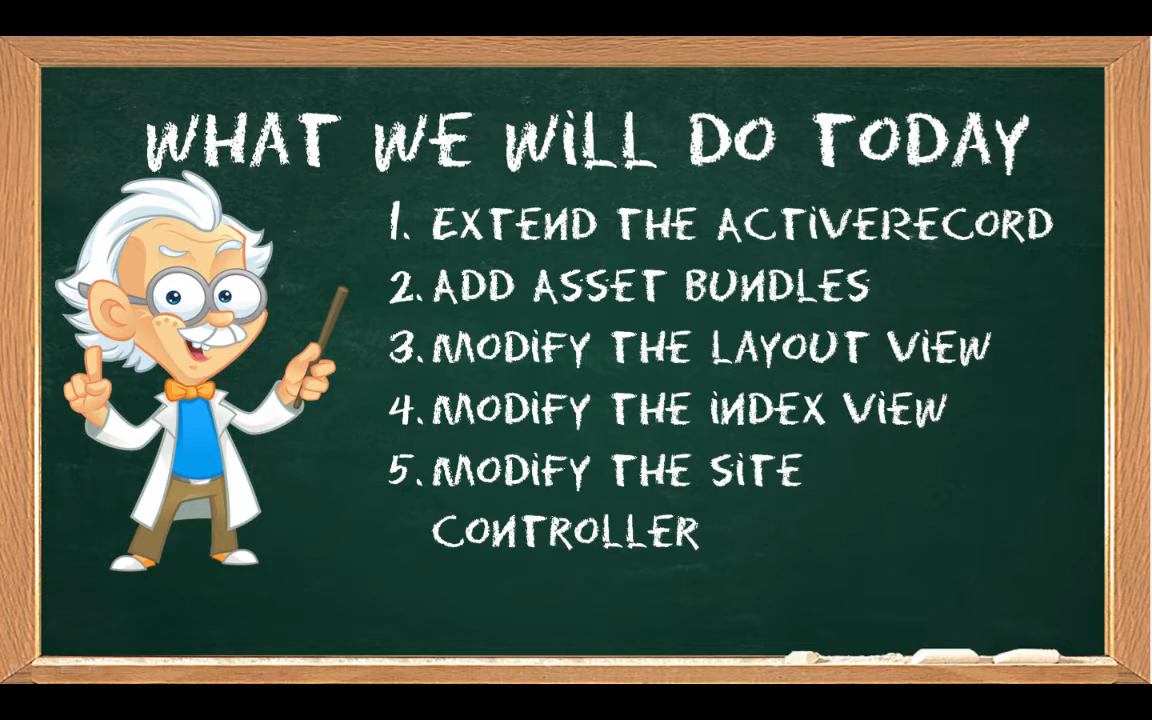 WHAT WE WILL DO TODAY
1. EXTEND THE ACTIVERECORD
2. ADD ASSET BUNDLES
3. MODIFY THE LAYOUT VIEW
4. MODIFY THE INDEX VIEW
5. MODIFY THE SITE
CONTROLLER